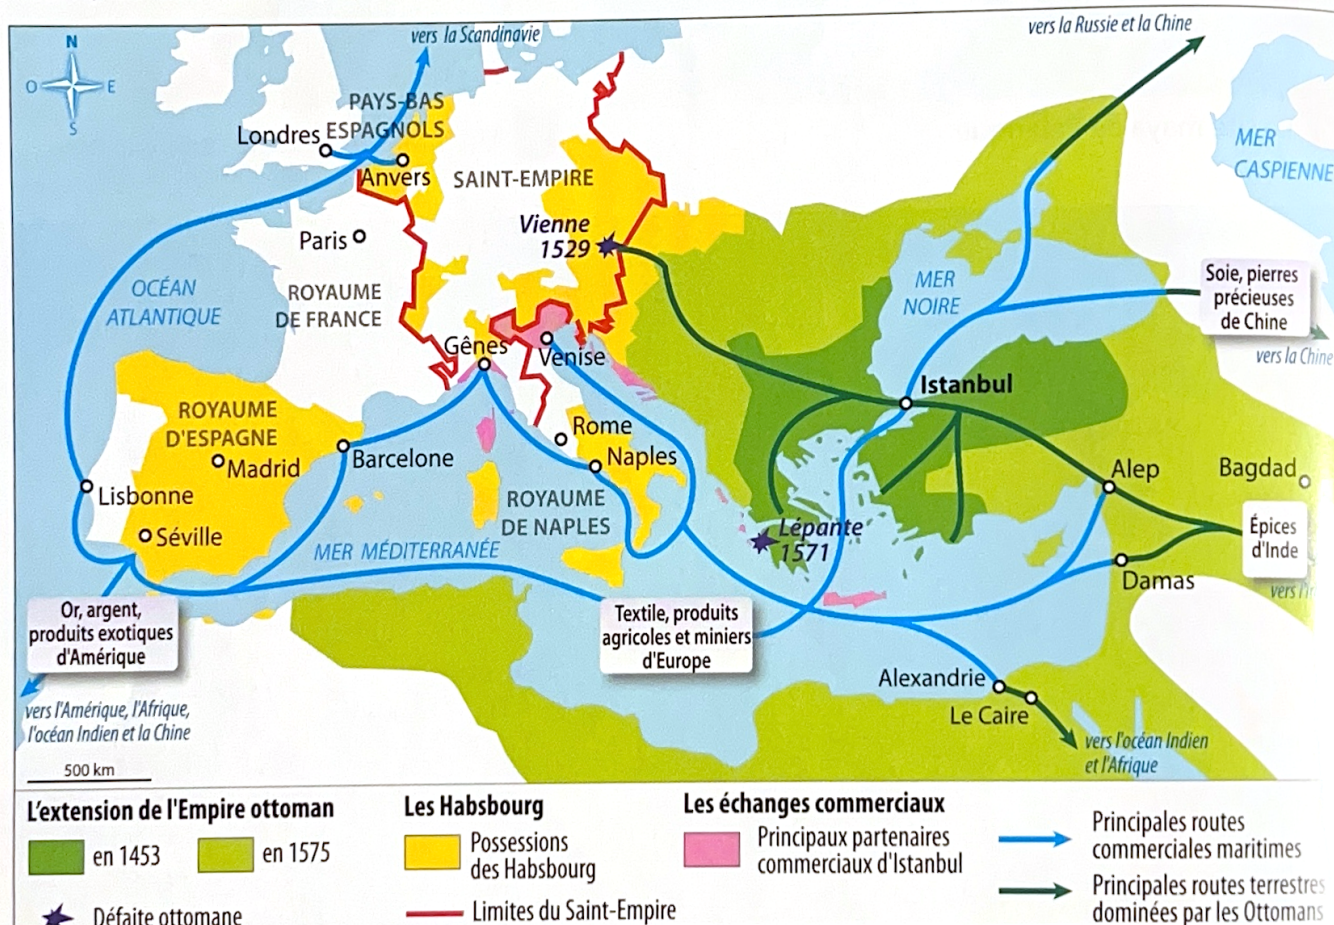 vers la Scandinavie
vers la Russie et la Chine
N
O
E
S
PAYS-BAS
ESPAGNOLS
Londres
Anvers
SAINT-EMPIRE
MER
CASPIENNE
Paris
Vienne
1529
OCÉAN
ATLANTIQUE
ROYAUME
DE FRANCE
MER
NOIRE
Soie, pierres
précieuses
de Chine
vers la Chine
Gênes
Venise
Istanbul
ROYAUME
D'ESPAGNE
Madrid
Barcelone
Rome
Naples
Alep
Bagdad
Lisbonne
Séville
ROYAUME
DE NAPLES
MER MÉDITERRANÉE
Lépante
1571
Épices
d'Inde
Damas
vers l'
Or, argent,
produits exotiques
d'Amérique
Textile, produits
agricoles et miniers
d'Europe
Alexandrie
Le Caire
vers l'Amérique, l'Afrique,
l'océan Indien et la Chine
vers l'océan Indien
et l'Afrique
500 km
L'extension de l'Empire ottoman
en 1453
en 1575
Défaite ottomane
Les Habsbourg
Possessions
des Habsbourg
Limites du Saint-Empire
Les échanges commerciaux
Principaux partenaires
commerciaux d'Istanbul
Principales routes
commerciales maritimes
Principales routes terrestres
dominées par les Ottomans